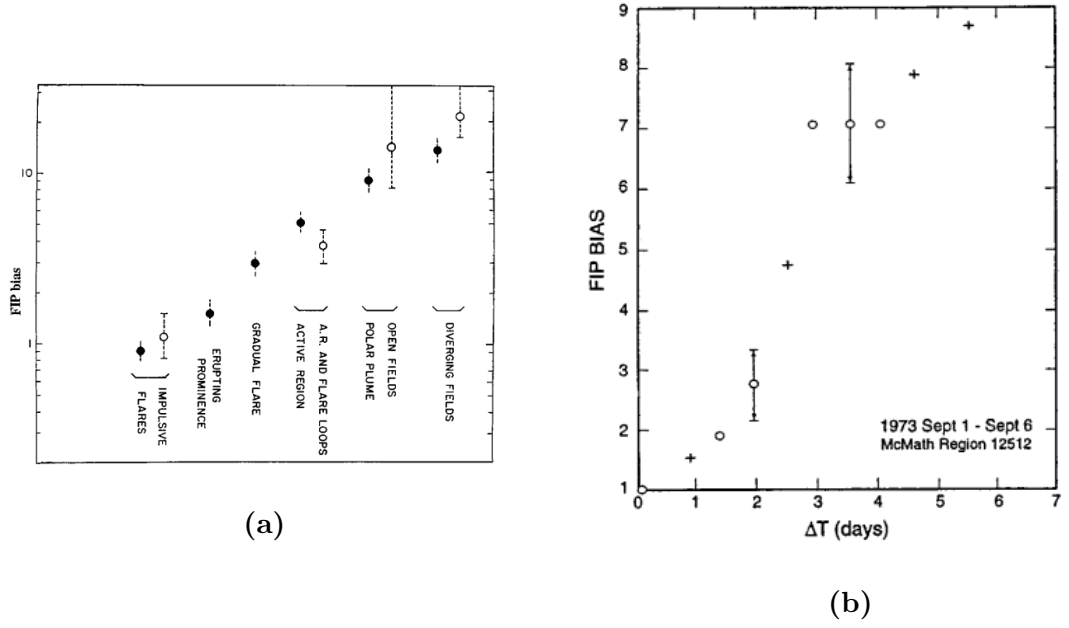 10
1
FIP bias
FLARES
IMPULSIVE
ERUPTING
PROMINENCE
GRADUAL FLARE
ACTIVE REGION
A.R. AND FLARE LOOPS
POLAR PLUME
OPEN FIELDS
DIVERGING FIELDS
(a)
9
8
7
6
5
4
3
2
1
FIP BIAS
1973 Sept 1 - Sept 6
McMath Region 12512
0 1 2 3 4 5 6 7
ΔT (days)
(b)